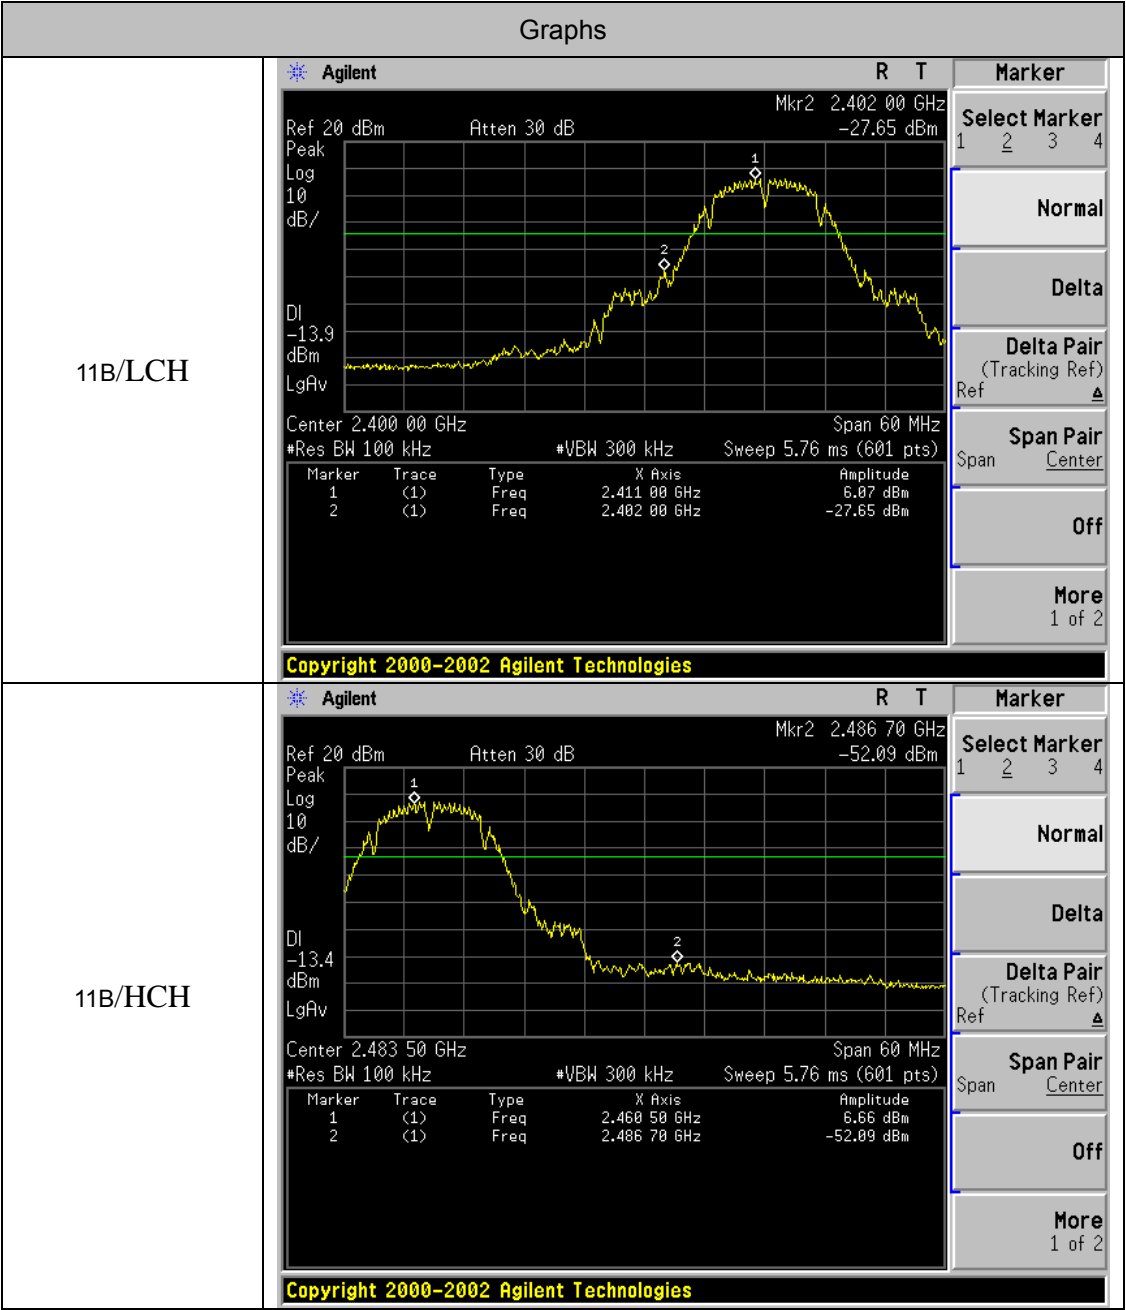 Graphs
11B/LCH
Agilent R T
Mkr2 2.402 00 GHz
Ref 20 dBm Atten 30 dB -27.65 dBm
Peak
Log
10
dB/
1
2
DI
-13.9
dBm
LgAv
Center 2.400 00 GHz Span 60 MHz
#Res BW 100 kHz #VBW 300 kHz Sweep 5.76 ms (601 pts)
Marker Trace Type X Axis Amplitude
1 (1) Freq 2.411 00 GHz 6.07 dBm
2 (1) Freq 2.402 00 GHz -27.65 dBm
Copyright 2000-2002 Agilent Technologies
Marker
Select Marker
1 2 3 4
Normal
Delta
Delta Pair
(Tracking Ref)
Ref Δ
Span Pair
Span Center
Off
More
1 of 2
11B/HCH
Agilent R T
Mkr2 2.486 70 GHz
Ref 20 dBm Atten 30 dB -52.09 dBm
Peak
Log
10
dB/
1
2
DI
-13.4
dBm
LgAv
Center 2.483 50 GHz Span 60 MHz
#Res BW 100 kHz #VBW 300 kHz Sweep 5.76 ms (601 pts)
Marker Trace Type X Axis Amplitude
1 (1) Freq 2.460 50 GHz 6.66 dBm
2 (1) Freq 2.486 70 GHz -52.09 dBm
Copyright 2000-2002 Agilent Technologies
Marker
Select Marker
1 2 3 4
Normal
Delta
Delta Pair
(Tracking Ref)
Ref Δ
Span Pair
Span Center
Off
More
1 of 2